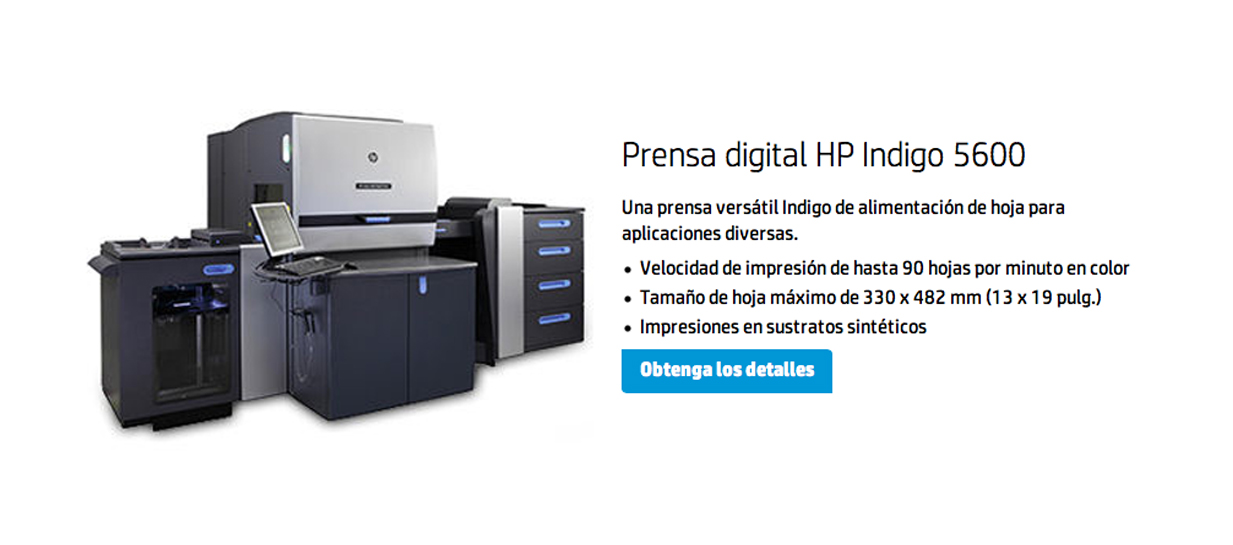 Prensa digital HP Indigo 5600
Una prensa versátil Indigo de alimentación de hoja para
aplicaciones diversas.
• Velocidad de impresión de hasta 90 hojas por minuto en color
• Tamaño de hoja máximo de 330 x 482 mm (13 x 19 pulg.)
• Impresiones en sustratos sintéticos
Obtenga los detalles